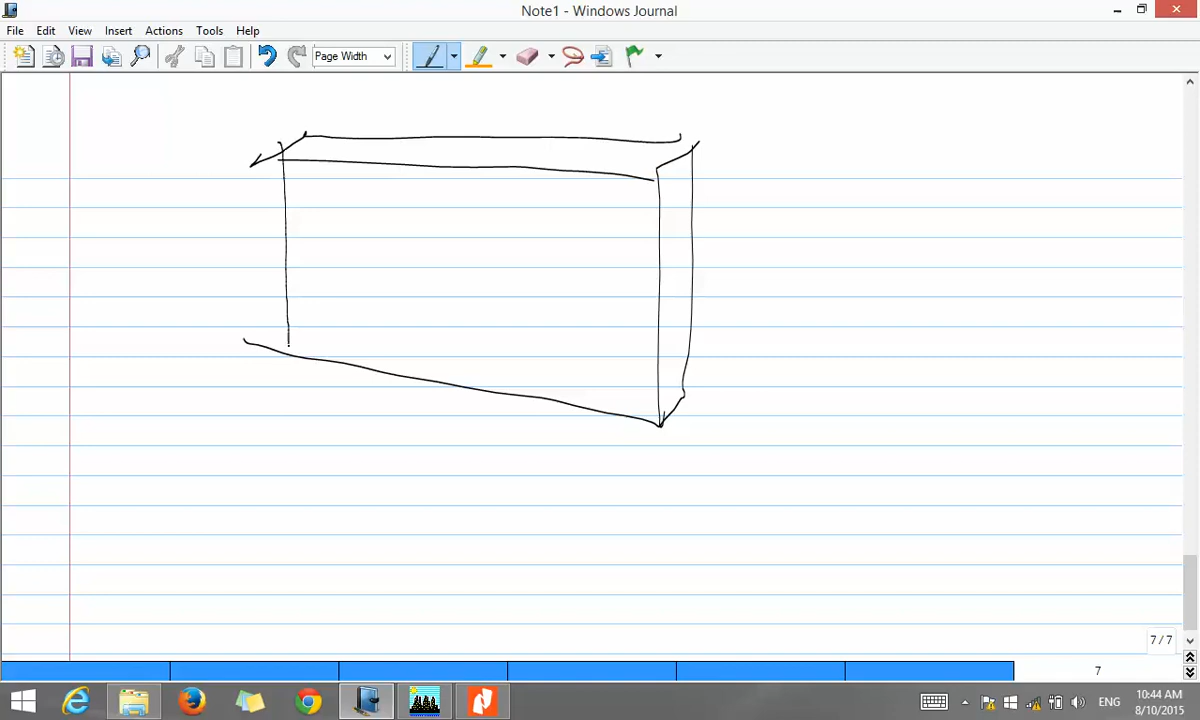 Note1 - Windows Journal
File Edit View Insert Actions Tools Help
Page Width
7 / 7
7
ENG
10:44 AM
8/10/2015